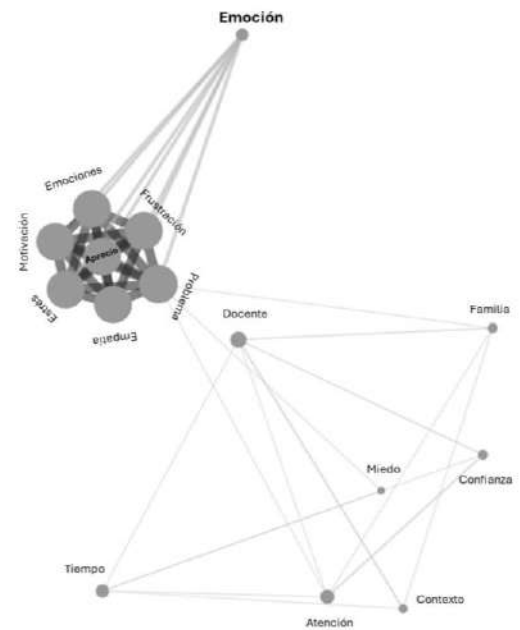 Emoción
Emociones
Frustración
Motivación
Aprecio
Estrés
Empatía
Problema
Docente
Familia
Miedo
Confianza
Tiempo
Contexto
Atención